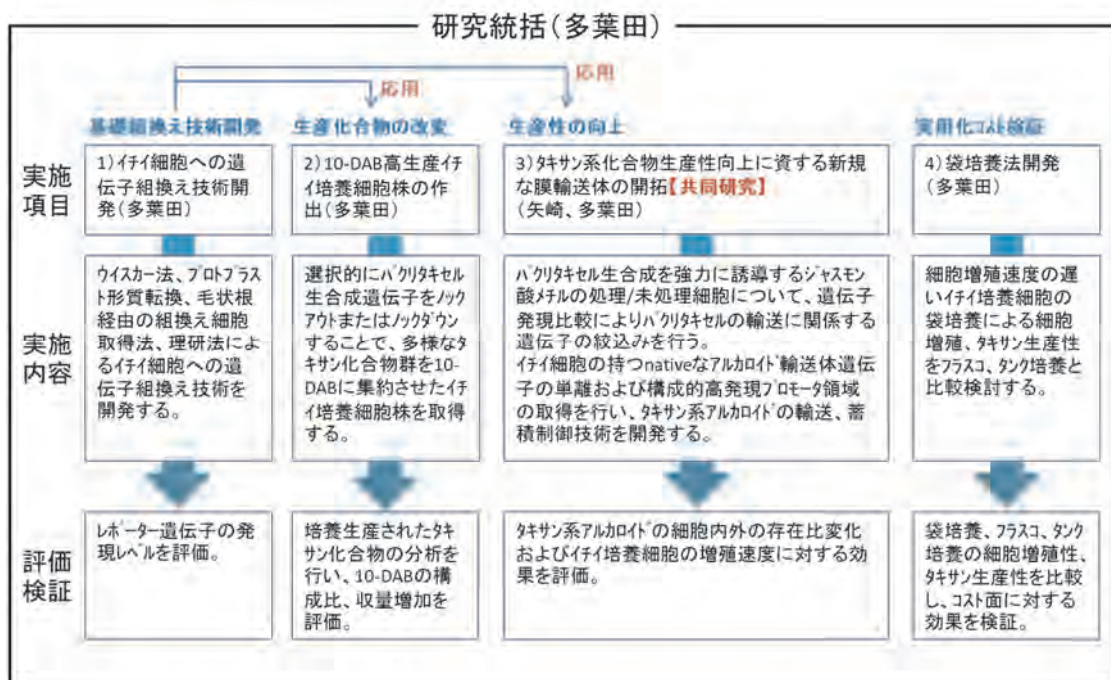 研究統括(多葉田)
応用
応用
基礎組換え技術開発
生産化合物の改変
生産性の向上
実用化コスト検証
実施
項目
1)イチイ細胞への遺
伝子組換え技術開
発(多葉田)
2)10-DAB高生産イチ
イ培養細胞株の作
出(多葉田)
3)タキサン系化合物生産性向上に資する新規
な膜輸送体の開拓【共同研究】
(矢崎、多葉田)
4)袋培養法開発
(多葉田)
実施
内容
ウイスカー法、プロトプラス
ト形質転換、毛状根
経由の組換え細胞
取得法、理研法によ
るイチイ細胞への遺
伝子組換え技術を
開発する。
選択的にパクリタキセル
生合成遺伝子をノック
アウトまたはノックダウン
することで、多様なタ
キサン化合物群を10-
DABに集約させたイチ
イ培養細胞株を取得
する。
パクリタキセル生合成を強力に誘導するジャスモン
酸メチルの処理/未処理細胞について、遺伝子
発現比較によりパクリタキセルの輸送に関係する
遺伝子の絞込みを行う。
イチイ細胞の持つnativeなアルカロイド輸送体遺伝
子の単離および構成的高発現プロモータ領域
の取得を行い、タキサン系アルカロイドの輸送、蓄
積制御技術を開発する。
細胞増殖速度の遅
いイチイ培養細胞の
袋培養による細胞
増殖、タキサン生産性
をフラスコ、タンク培養と
比較検討する。
評価
検証
レポーター遺伝子の発
現レベルを評価。
培養生産されたタキ
サン化合物の分析を
行い、10-DABの構
成比、収量増加を
評価。
タキサン系アルカロイドの細胞内外の存在比変化
およびイチイ培養細胞の増殖速度に対する効
果を評価。
袋培養、フラスコ、タンク
培養の細胞増殖性、
タキサン生産性を比較
し、コスト面に対する
効果を検証。